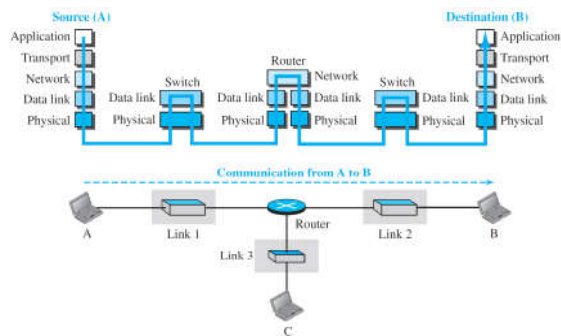 Source (A)
Destination (B)
Application
Transport
Network
Data link
Physical
Switch
Data link
Physical
Router
Network
Data link
Data link
Physical
Physical
Switch
Data link
Physical
Application
Transport
Network
Data link
Physical
Communication from A to B
A
Link 1
Router
Link 2
B
Link 3
C